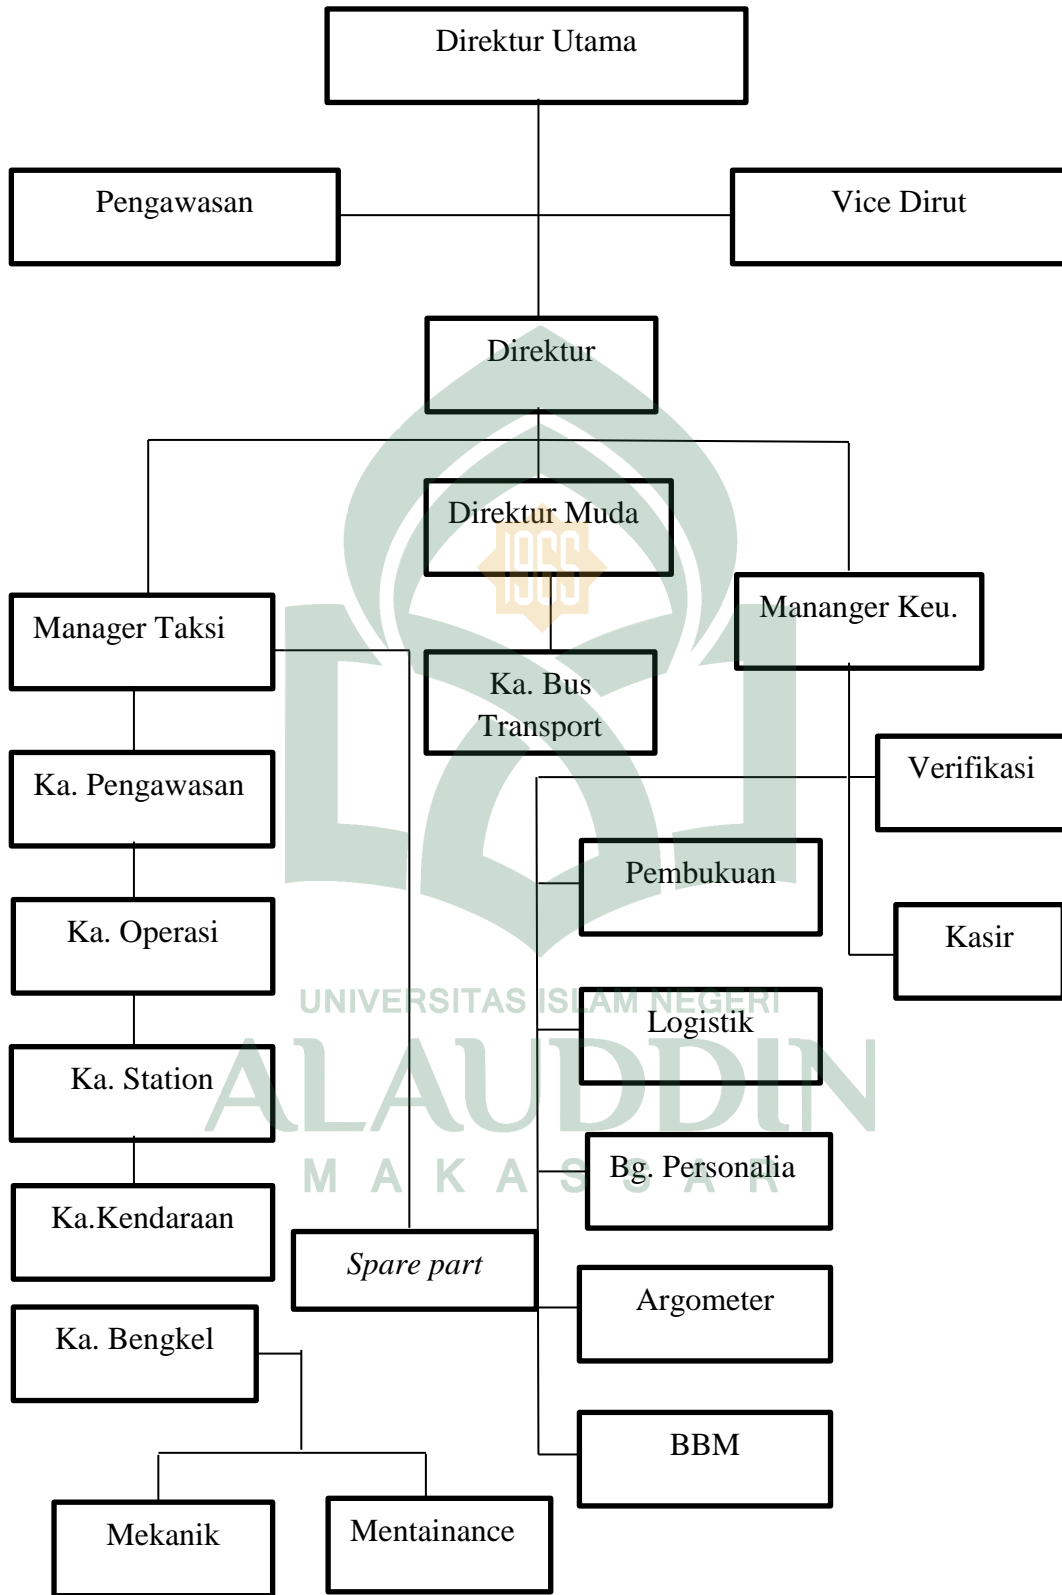 Direktur Utama
Pengawasan
Vice Dirut
Direktur
Direktur Muda
1965
Manager Taksi
Mananger Keu.
Ka. Bus
Transport
Ka. Pengawasan
Verifikasi
Pembukuan
Ka. Operasi
Kasir
UNIVERSITAS ISLAM NEGERI
Logistik
ALAUDDIN
Ka. Station
MAKASSAR
Bg. Personalia
Ka.Kendaraan
Spare part
Argometer
Ka. Bengkel
BBM
Mekanik
Mentainance